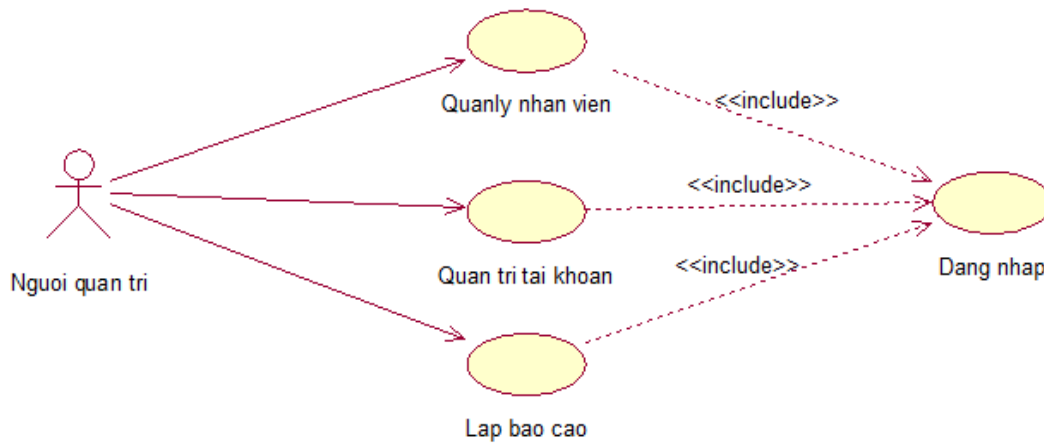 Quanly nhan vien
<<include>>
<<include>>
Nguoi quan tri
Quan tri tai khoan
<<include>>
Dang nhap
Lap bao cao